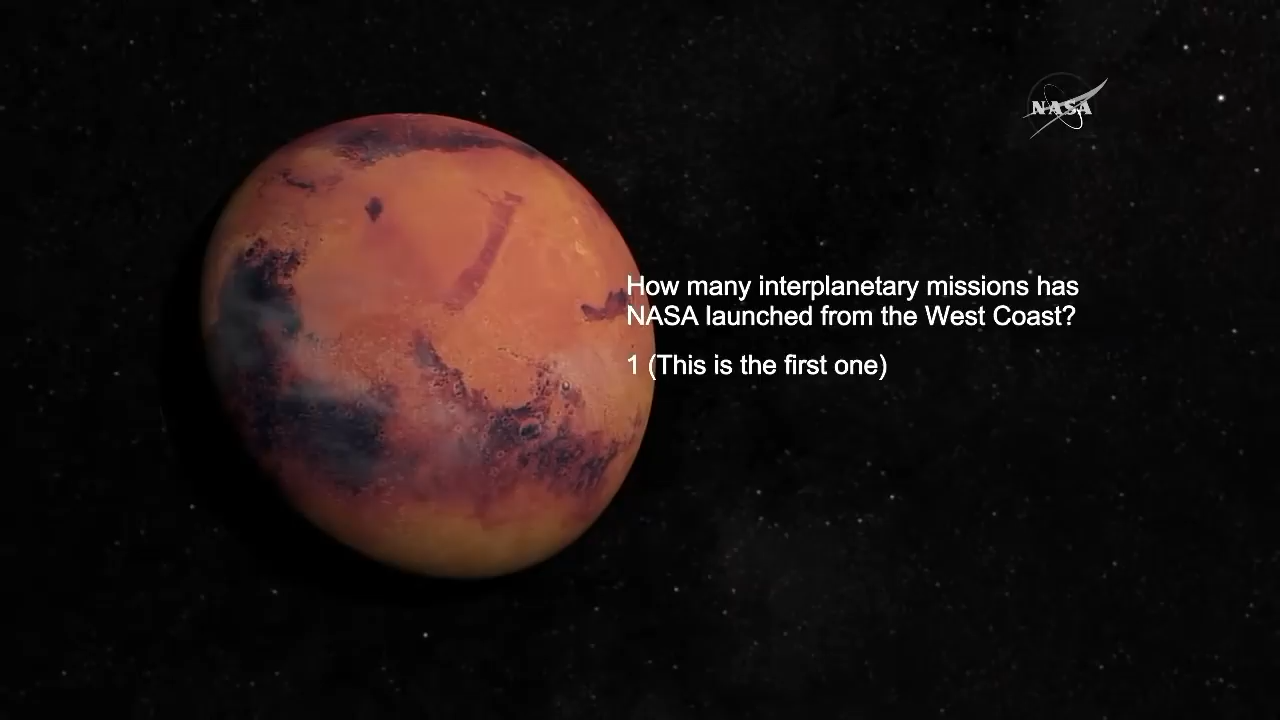 NASA
How many interplanetary missions has
NASA launched from the West Coast?
1 (This is the first one)